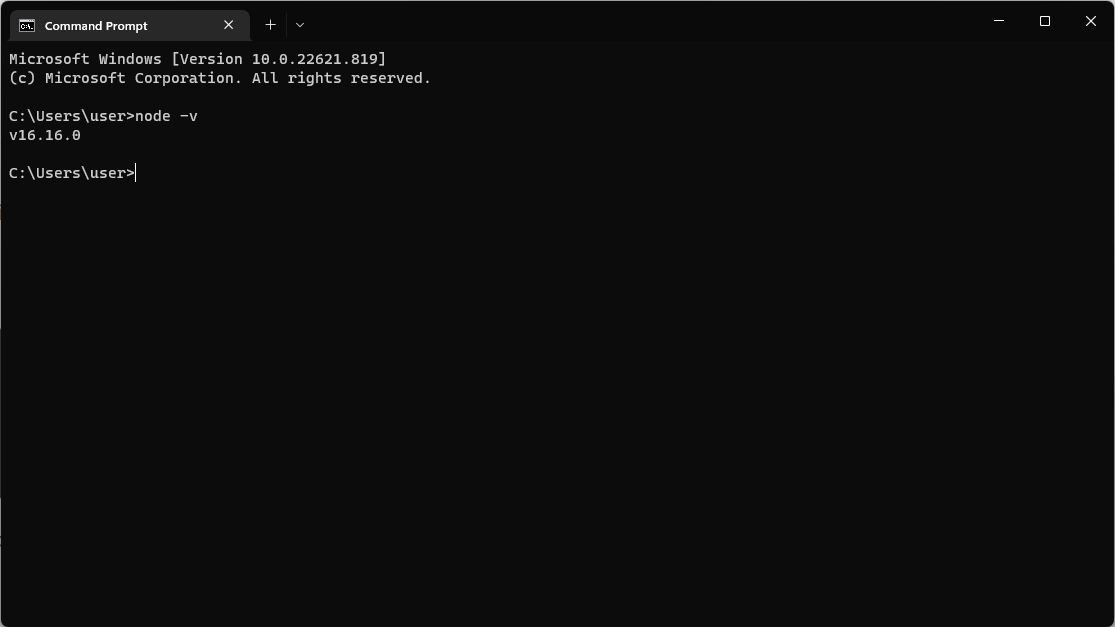 Command Prompt
Microsoft Windows [Version 10.0.22621.819]
(c) Microsoft Corporation. All rights reserved.
C:\Users\user>node -v
v16.16.0
C:\Users\user>